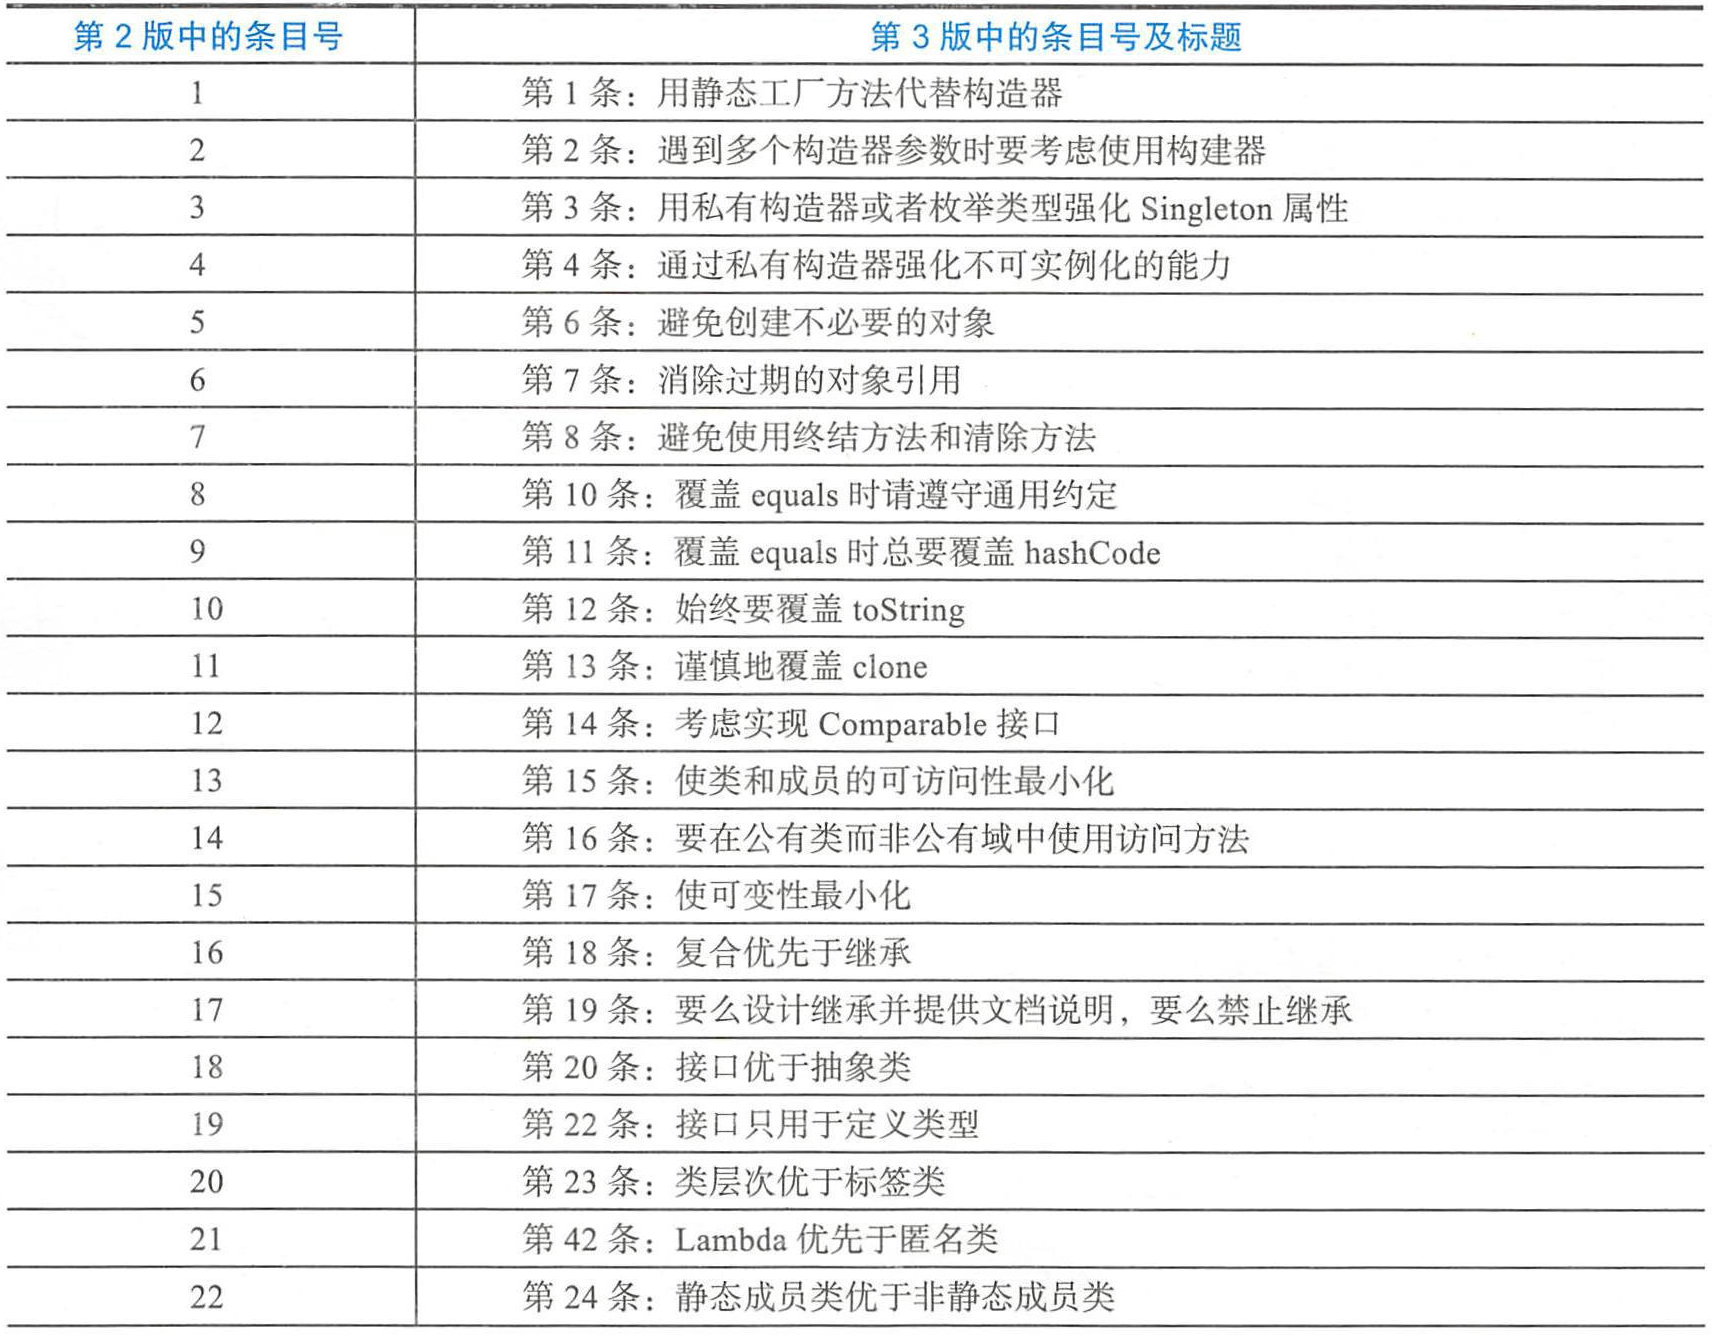 第 2 版中的条目号 第 3 版中的条目号及标题
1 第 1 条：用静态工厂方法代替构造器
2 第 2 条：遇到多个构造器参数时要考虑使用构建器
3 第 3 条：用私有构造器或者枚举类型强化 Singleton 属性
4 第 4 条：通过私有构造器强化不可实例化的能力
5 第 6 条：避免创建不必要的对象
6 第 7 条：消除过期的对象引用
7 第 8 条：避免使用终结方法和清除方法
8 第 10 条：覆盖 equals 时请遵守通用约定
9 第 11 条：覆盖 equals 时总要覆盖 hashCode
10 第 12 条：始终要覆盖 toString
11 第 13 条：谨慎地覆盖 clone
12 第 14 条：考虑实现 Comparable 接口
13 第 15 条：使类和成员的可访问性最小化
14 第 16 条：要在公有类而非公有域中使用访问方法
15 第 17 条：使可变性最小化
16 第 18 条：复合优先于继承
17 第 19 条：要么设计继承并提供文档说明，要么禁止继承
18 第 20 条：接口优于抽象类
19 第 22 条：接口只用于定义类型
20 第 23 条：类层次优于标签类
21 第 42 条：Lambda 优先于匿名类
22 第 24 条：静态成员类优于非静态成员类